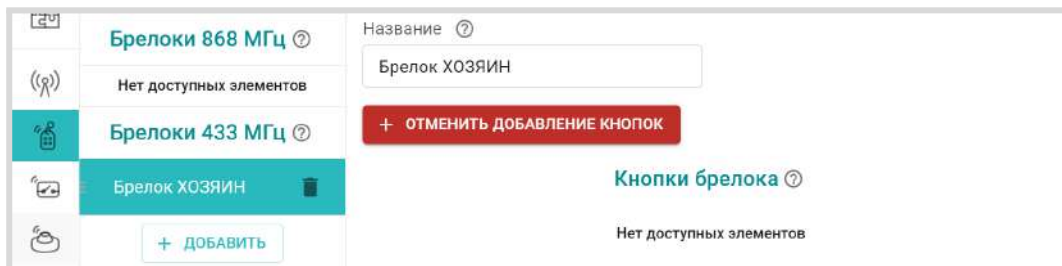 Брелоки 868 МГц
Нет доступных элементов
Брелоки 433 МГц
Брелок ХОЗЯИН
+ ДОБАВИТЬ
Название
Брелок ХОЗЯИН
+ ОТМЕНИТЬ ДОБАВЛЕНИЕ КНОПОК
Кнопки брелока
Нет доступных элементов